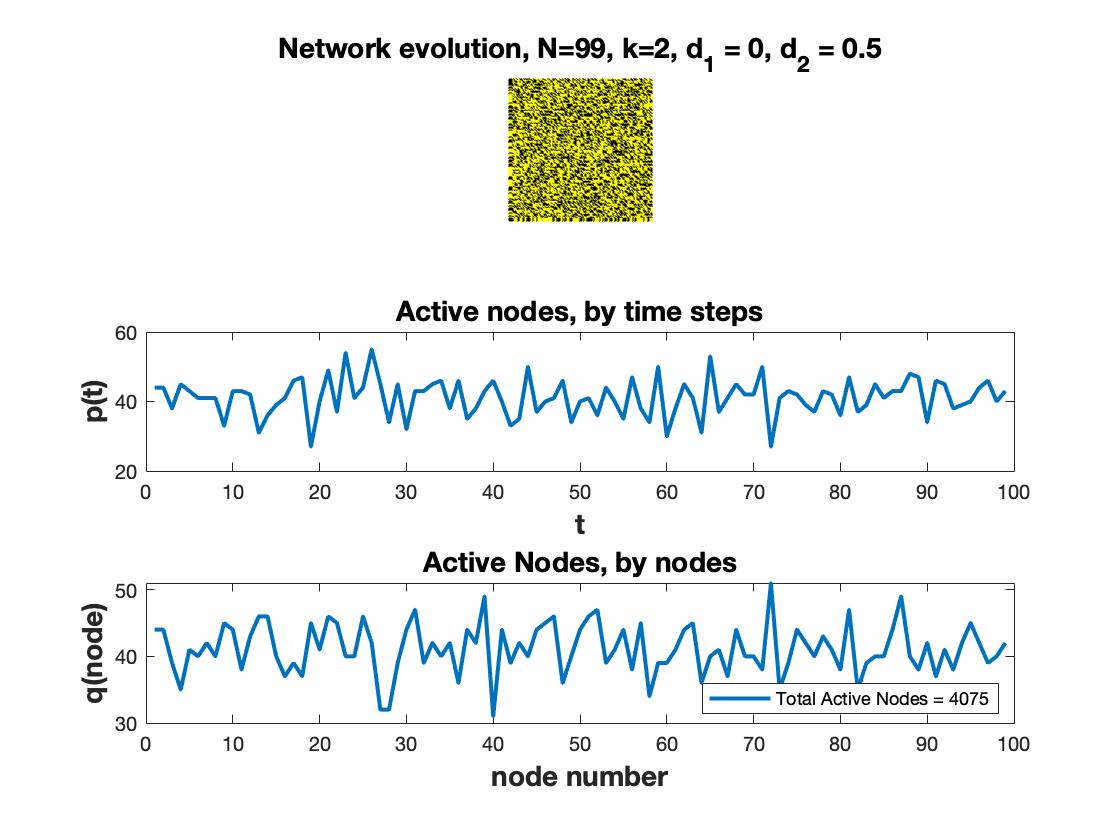 Network evolution, N=99, k=2, d1 = 0, d2 = 0.5
Active nodes, by time steps
60
40
20
p(t)
0 10 20 30 40 50 60 70 80 90 100
t
Active Nodes, by nodes
50
40
30
q(node)
Total Active Nodes = 4075
0 10 20 30 40 50 60 70 80 90 100
node number